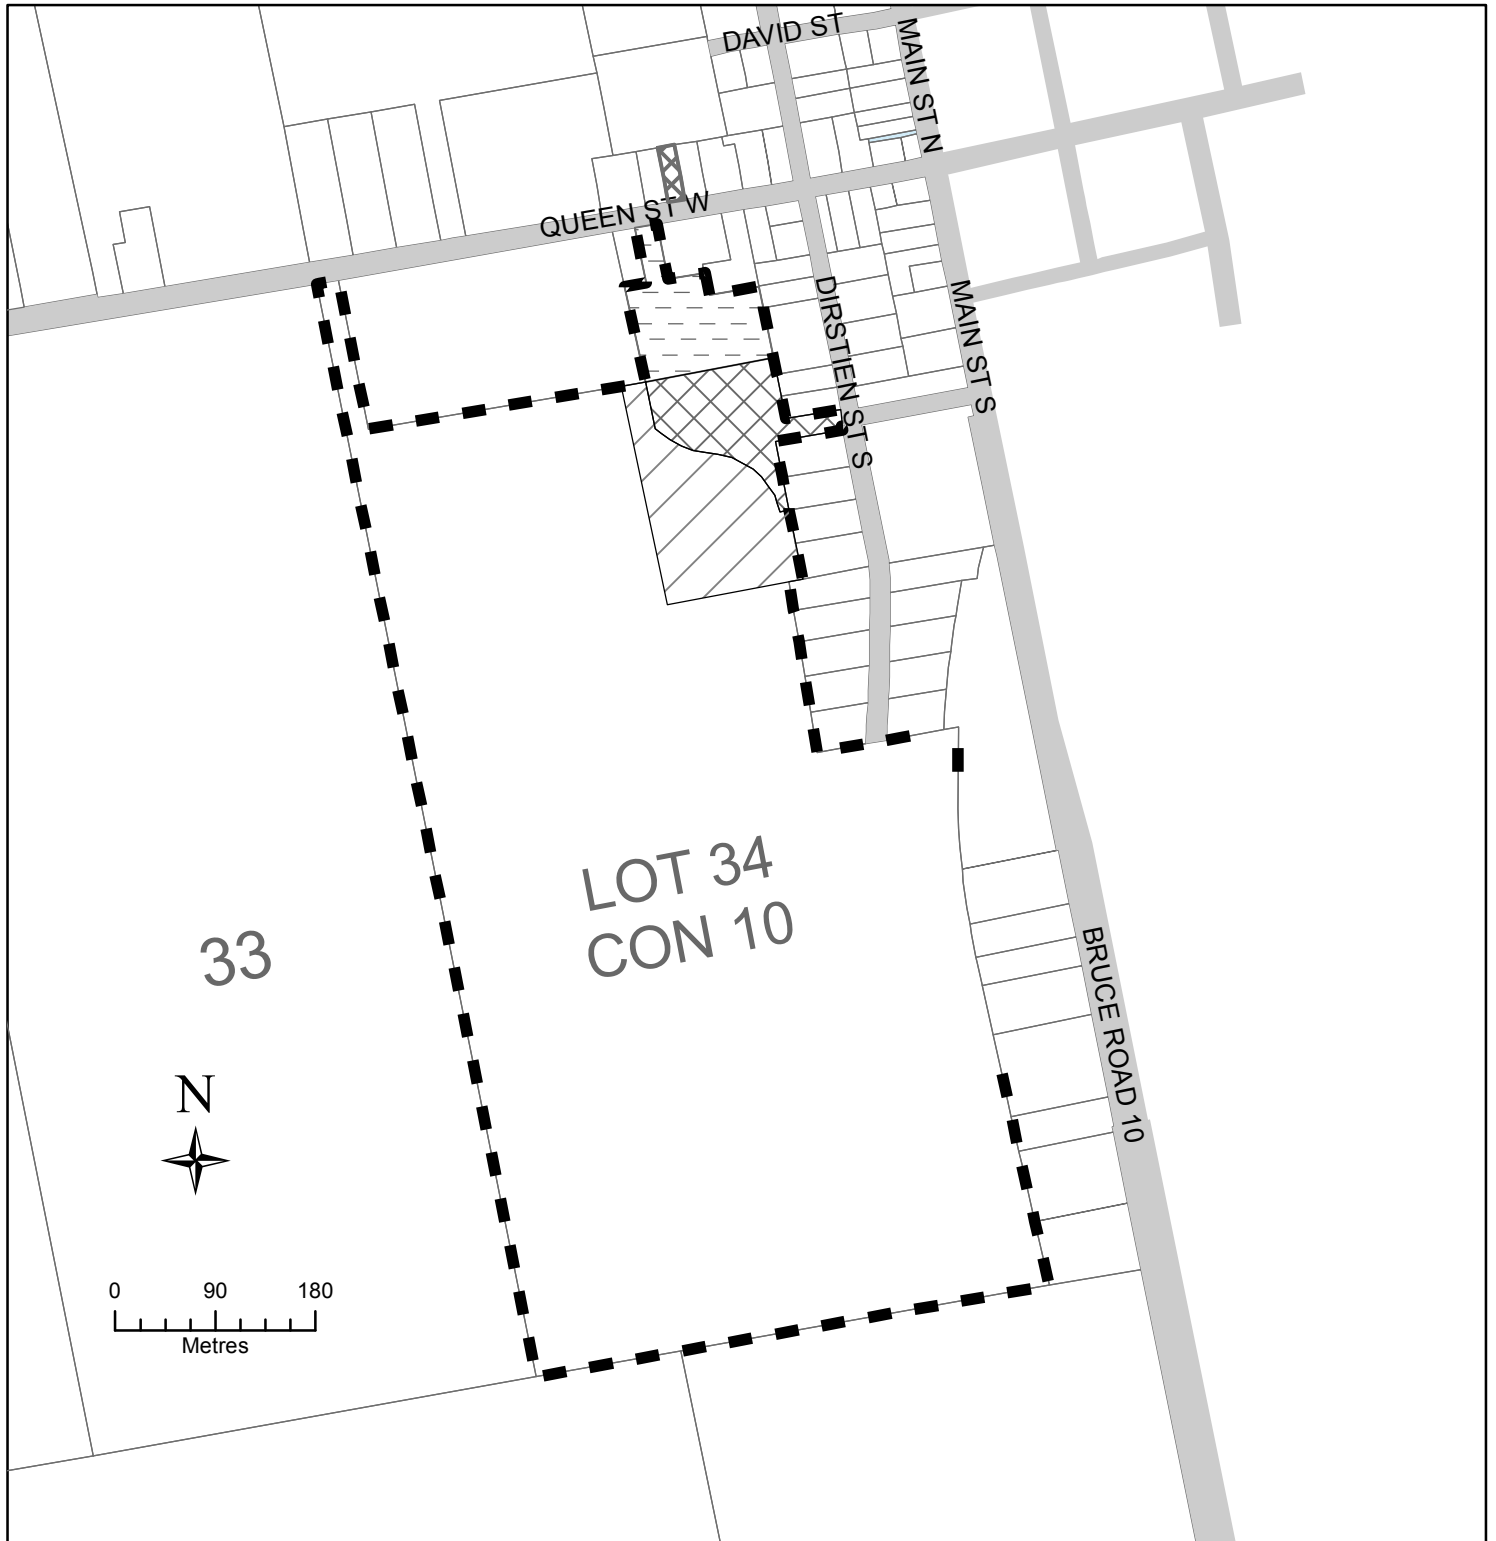 DAVID ST
MAIN ST N
QUEEN ST W
DIRSTIEN ST S
MAIN ST S
LOT 34
CON 10
33
BRUCE ROAD 10
N
0 90 180
Metres